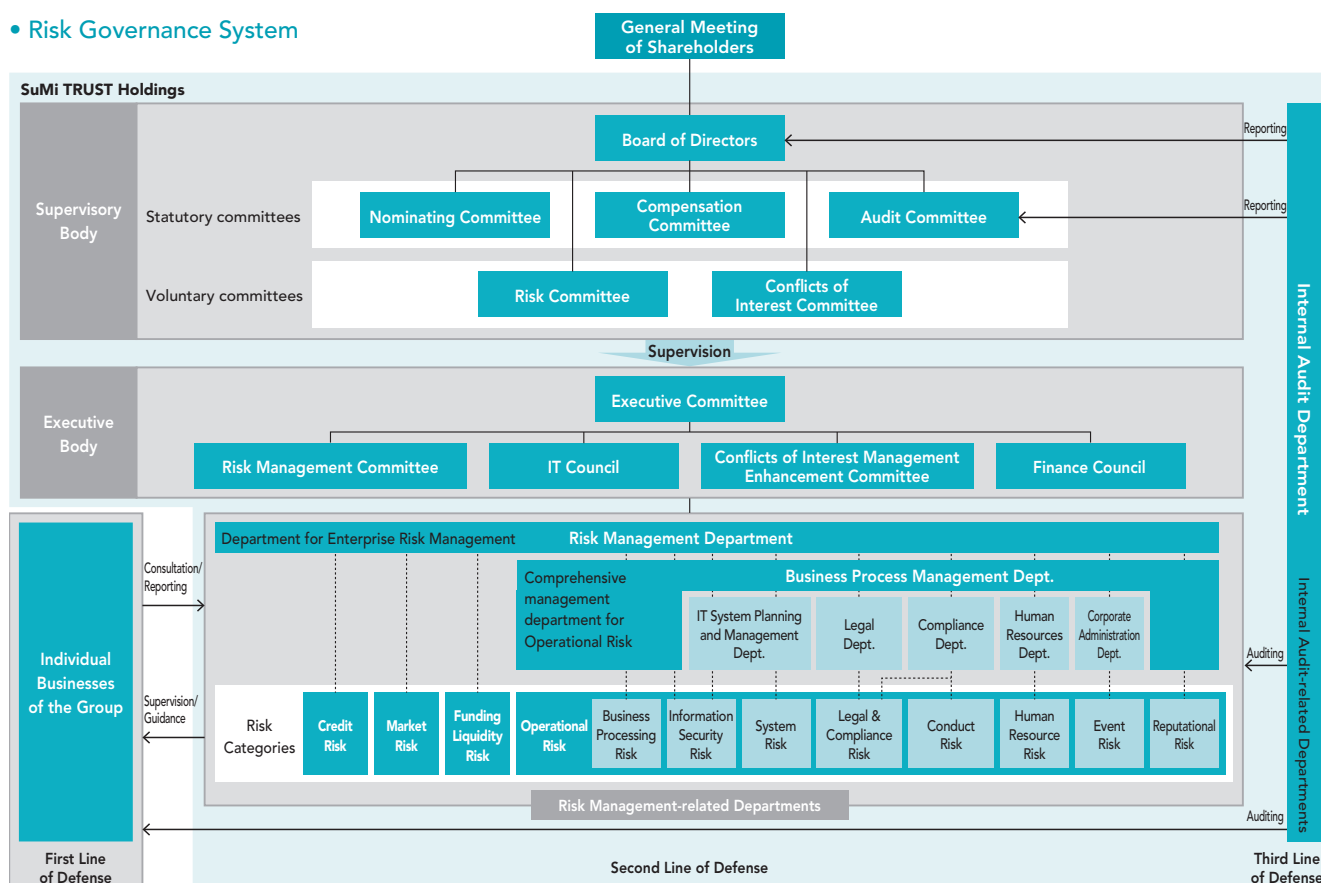 • Risk Governance System
General Meeting
of Shareholders
SuMi TRUST Holdings
Supervisory
Body
Board of Directors
Reporting
Statutory committees
Nominating Committee
Compensation
Committee
Audit Committee
Reporting
Voluntary committees
Risk Committee
Conflicts of
Interest Committee
Supervision
Executive
Body
Executive Committee
Risk Management Committee
IT Council
Conflicts of Interest Management
Enhancement Committee
Finance Council
Internal Audit Department
Internal Audit-related Departments
Individual
Businesses
of the Group
Consultation/
Reporting
Supervision/
Guidance
Department for Enterprise Risk Management
Risk Management Department
Comprehensive
management
department for
Operational Risk
Business Process Management Dept.
IT System Planning
and Management
Dept.
Legal
Dept.
Compliance
Dept.
Human
Resources
Dept.
Corporate
Administration
Dept.
Auditing
Risk
Categories
Credit
Risk
Market
Risk
Funding
Liquidity
Risk
Operational
Risk
Business
Processing
Risk
Information
Security
Risk
System
Risk
Legal &
Compliance
Risk
Conduct
Risk
Human
Resource
Risk
Event
Risk
Reputational
Risk
Risk Management-related Departments
Auditing
First Line
of Defense
Second Line of Defense
Third Line
of Defense